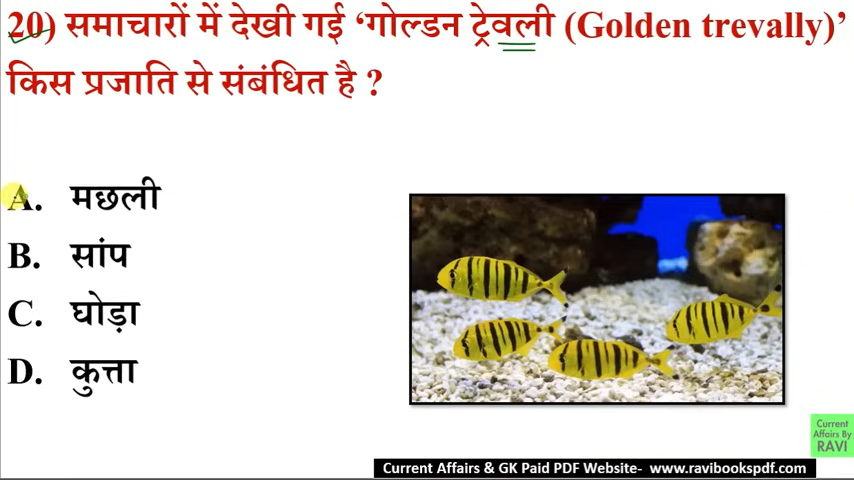 20) समाचारों में देखी गई ‘गोल्डन ट्रेवली (Golden trevally)’
किस प्रजाति से संबंधित है ?
A. मछली
B. सांप
C. घोड़ा
D. कुत्ता
Current
Affairs By
RAVI
Current Affairs & GK Paid PDF Website- www.ravibookspdf.com